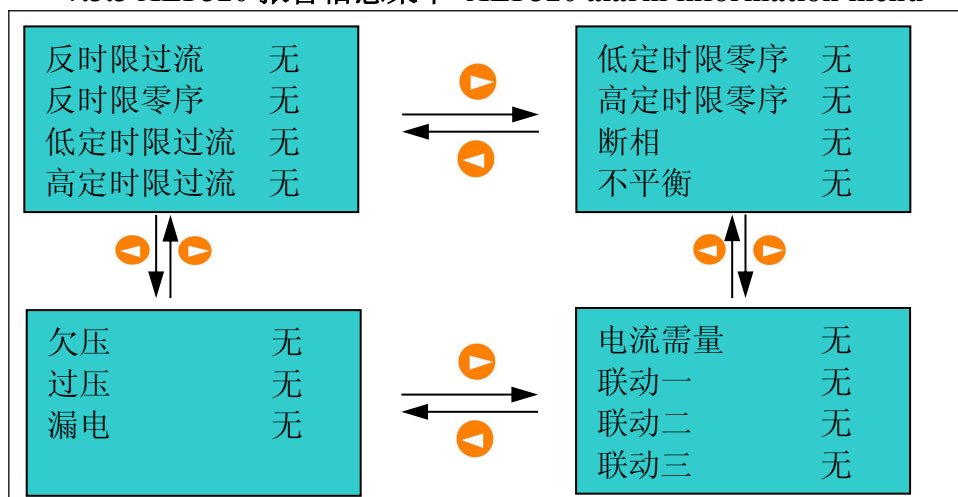 反时限过流 无
反时限零序 无
低定时限过流 无
高定时限过流 无
低定时限零序 无
高定时限零序 无
断相 无
不平衡 无
欠压 无
过压 无
漏电 无
电流需量 无
联动一 无
联动二 无
联动三 无